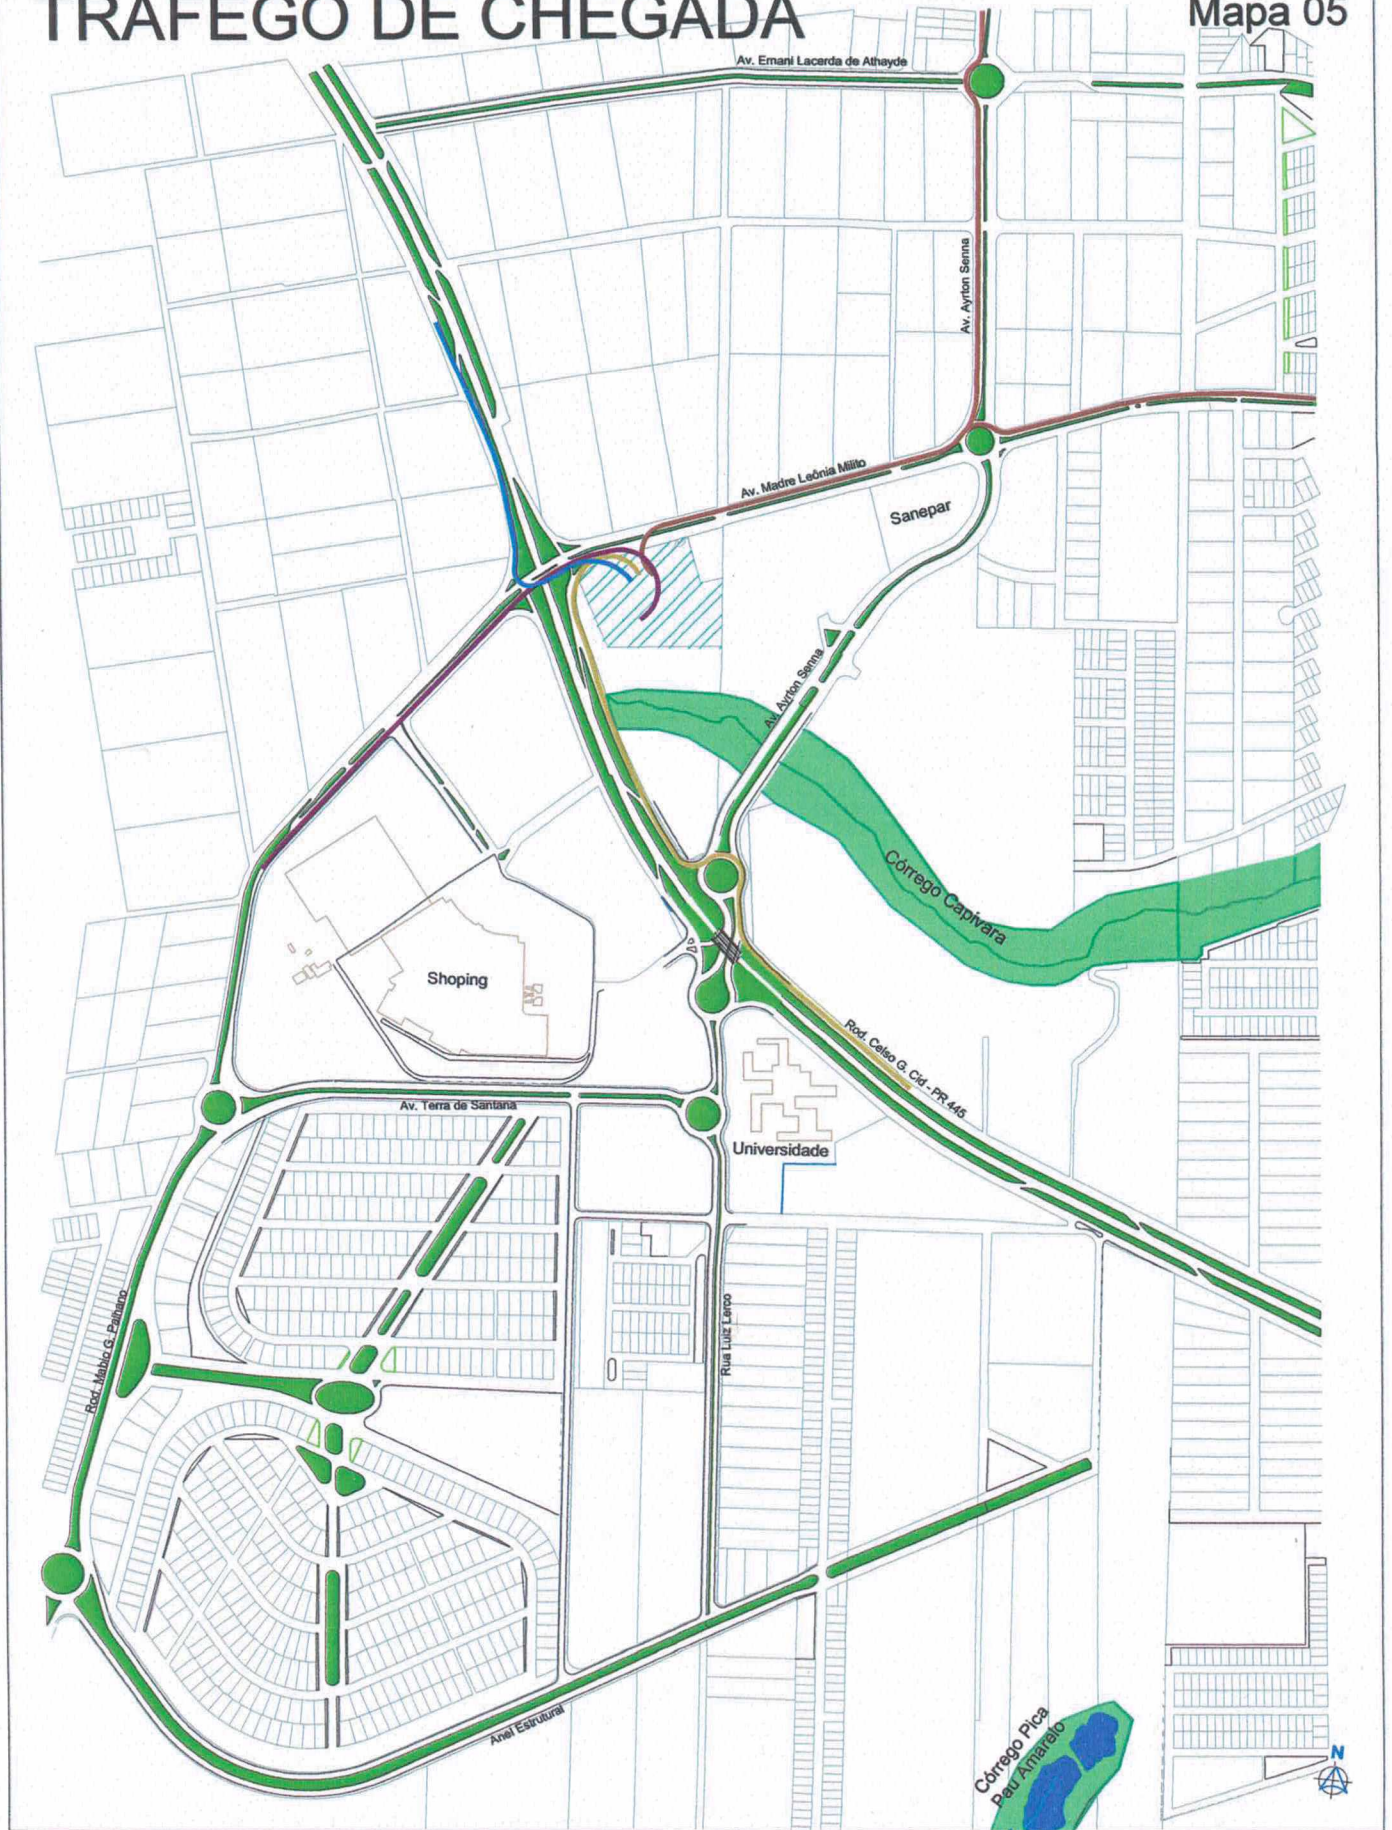 TRÁFEGO DE CHEGADA
Mapa 05
Av. Ernani Lacerda de Athayde
Av. Ayrton Senna
Av. Madre Leônia Milito
Sanepar
Av. Ayrton Senna
Córrego Capivara
Shoping
Rod. Celso G. Cid - PR 445
Av. Terra de Santana
Universidade
Rod. Mábio G. Palhano
Rua Luiz Lerco
Anel Estrutural
Córrego Pica
Pau Amarelo
N